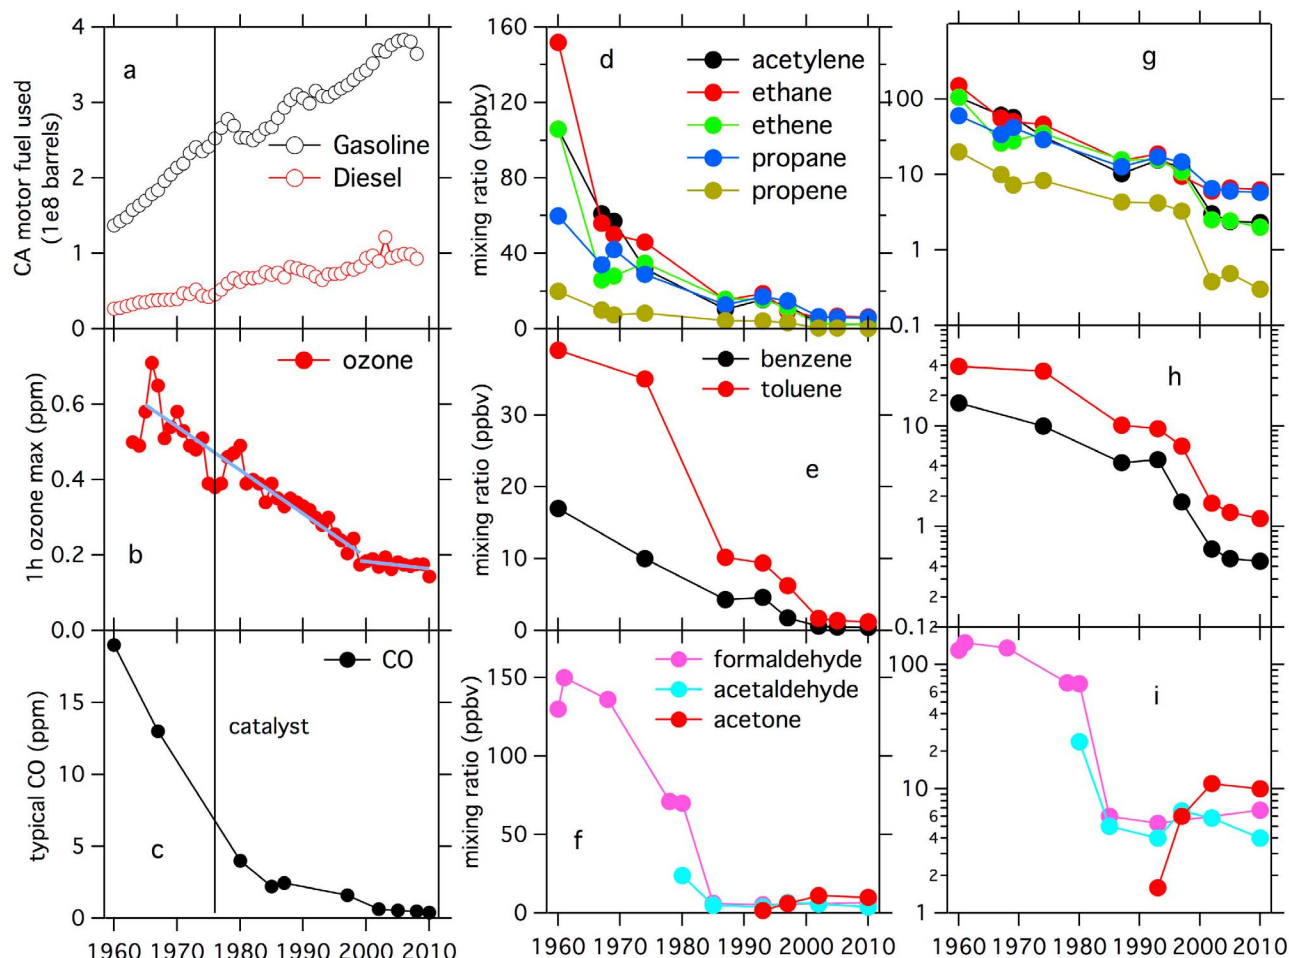 CA motor fuel used
(1e8 barrels)
4
3
2
1
0
a
Gasoline
Diesel
1h ozone max (ppm)
0.6
0.4
0.2
0.0
b
ozone
typical CO (ppm)
15
10
5
0
c
CO
catalyst
1960 1970 1980 1990 2000 2010
mixing ratio (ppbv)
160
120
80
40
0
d
acetylene
ethane
ethene
propane
propene
mixing ratio (ppbv)
30
20
10
0
e
benzene
toluene
mixing ratio (ppbv)
150
100
50
0
f
formaldehyde
acetaldehyde
acetone
1960 1970 1980 1990 2000 2010
g
100
10
1
0.1
h
4
2
10
6
4
2
1
6
4
2
0.1
2
i
100
6
4
2
10
8
6
4
2
1
1960 1970 1980 1990 2000 2010